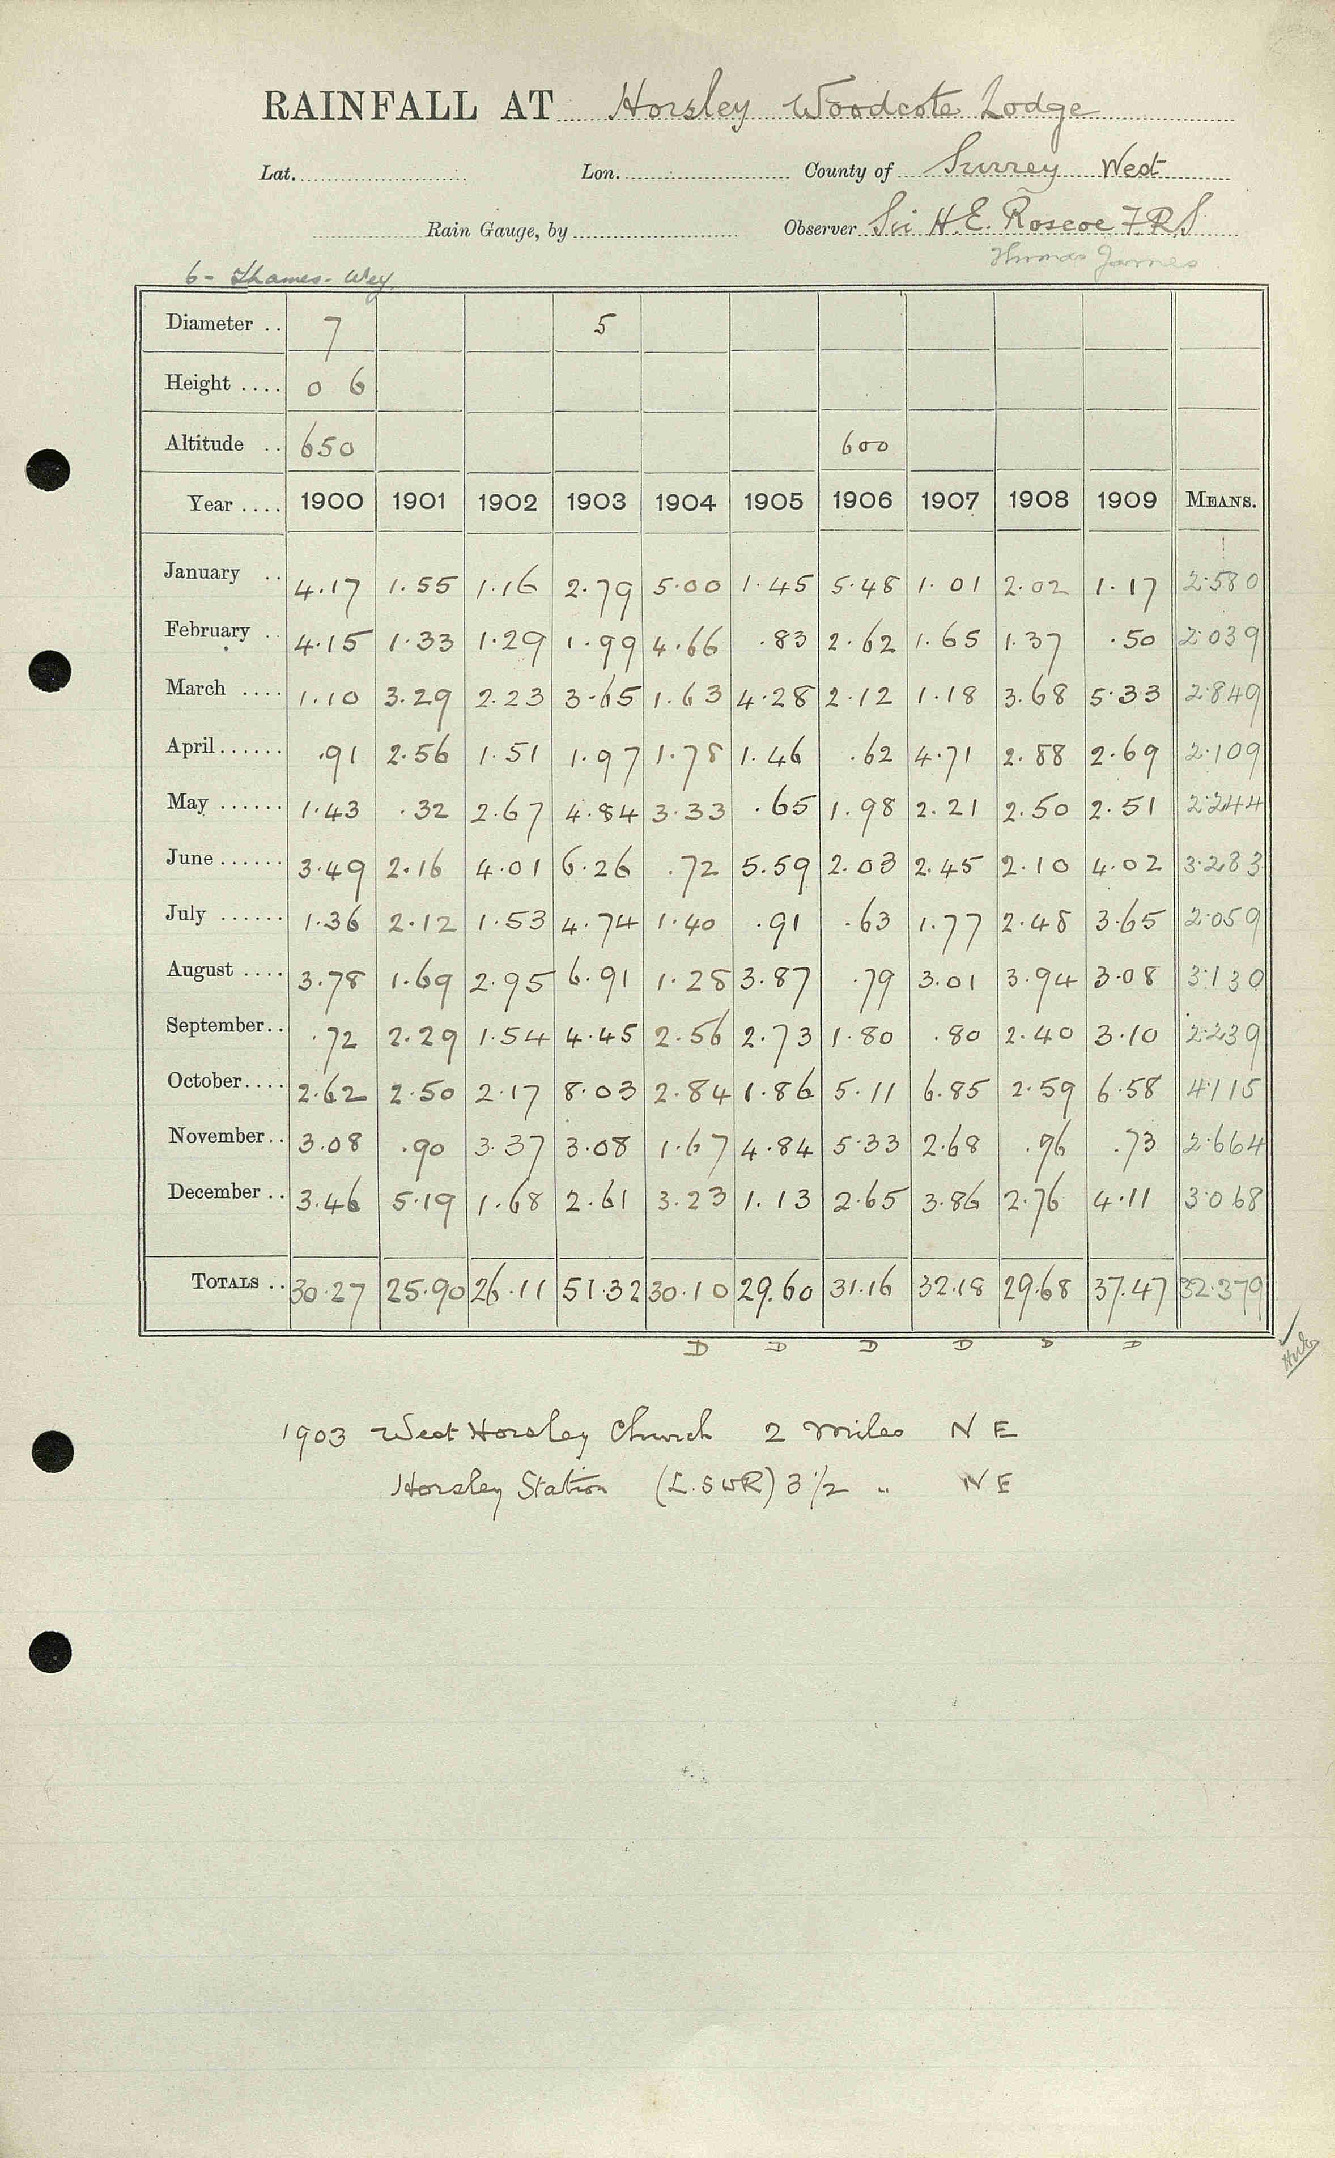 RAINFALL AT Horsley Woodcote Lodge
Lat. Lon. County of Surrey West
Rain Gauge, by Observer Sir H.E. Roscoe F.R.S.
Thomas James
6 - Thames - Wey.
Diameter .. 7 5
Height .... 0 6
Altitude .. 650 600
Year .... 1900 1901 1902 1903 1904 1905 1906 1907 1908 1909 MEANS.
January .. 4.17 1.55 1.16 2.79 5.00 1.45 5.48 1.01 2.02 1.17 2.580
February .. 4.15 1.33 1.29 1.99 4.66 .83 2.62 1.65 1.37 .50 2.039
March .... 1.10 3.29 2.23 3.65 1.63 4.28 2.12 1.18 3.68 5.33 2.849
April ...... .91 2.56 1.51 1.97 1.78 1.46 .62 4.71 2.88 2.69 2.109
May ...... 1.43 .32 2.67 4.84 3.33 .65 1.98 2.21 2.50 2.51 2.244
June ...... 3.49 2.16 4.01 6.26 .72 5.59 2.03 2.45 2.10 4.02 3.283
July ...... 1.36 2.12 1.53 4.74 1.40 .91 .63 1.77 2.48 3.65 2.059
August .... 3.78 1.69 2.95 6.91 1.28 3.87 .79 3.01 3.94 3.08 3.130
September .. .72 2.29 1.54 4.45 2.56 2.73 1.80 .80 2.40 3.10 2.239
October .... 2.62 2.50 2.17 8.03 2.84 1.86 5.11 6.85 2.59 6.58 4.115
November .. 3.08 .90 3.37 3.08 1.67 4.84 5.33 2.68 .96 .73 2.664
December .. 3.46 5.19 1.68 2.61 3.23 1.13 2.65 3.86 2.76 4.11 3.068
TOTALS .. 30.27 25.90 26.11 51.32 30.10 29.60 31.16 32.18 29.68 37.47 32.379
D D D D D D
1903 West Horsley Church 2 miles N E
Horsley Station (L.SWR) 3 1/2 " N E